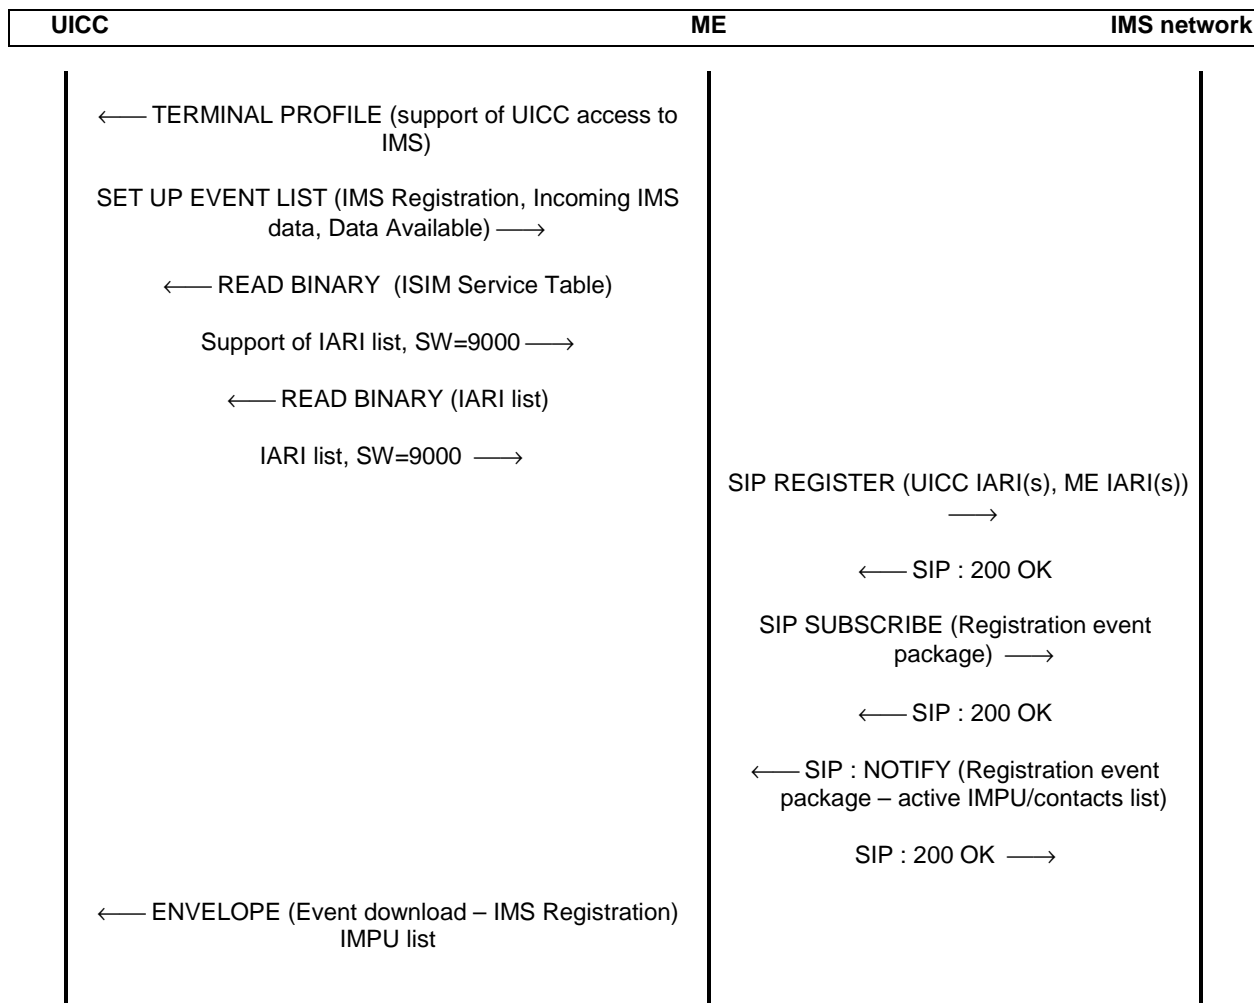 UICC ME IMS network
← TERMINAL PROFILE (support of UICC access to
IMS)
SET UP EVENT LIST (IMS Registration, Incoming IMS
data, Data Available) →
← READ BINARY (ISIM Service Table)
Support of IARI list, SW=9000 →
← READ BINARY (IARI list)
IARI list, SW=9000 →
SIP REGISTER (UICC IARI(s), ME IARI(s))
→
← SIP : 200 OK
SIP SUBSCRIBE (Registration event
package) →
← SIP : 200 OK
← SIP : NOTIFY (Registration event
package – active IMPU/contacts list)
SIP : 200 OK →
← ENVELOPE (Event download – IMS Registration)
IMPU list